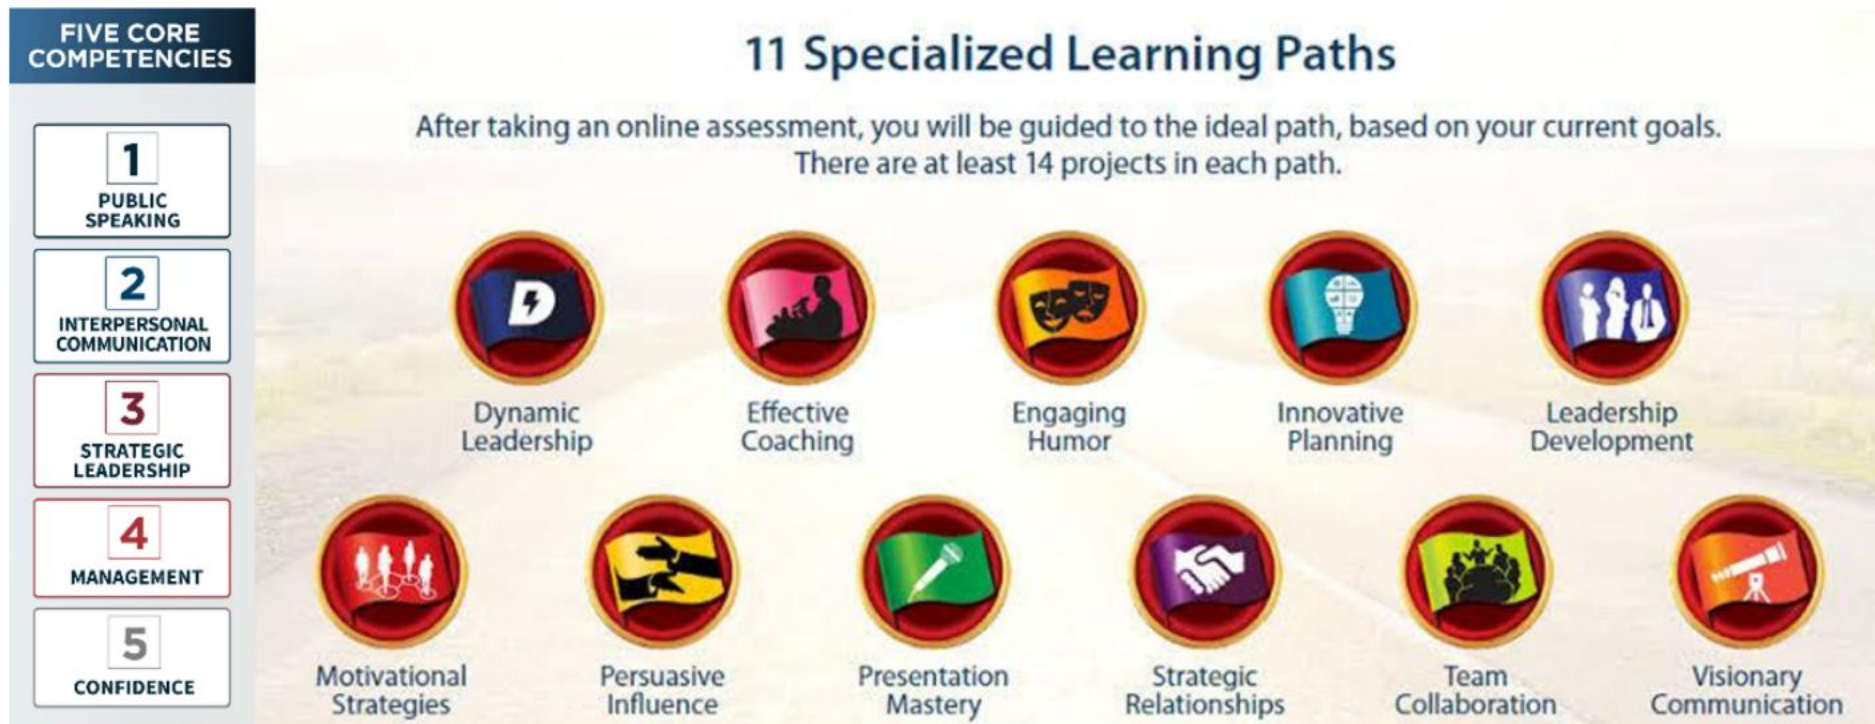 FIVE CORE
COMPETENCIES
1
PUBLIC
SPEAKING
2
INTERPERSONAL
COMMUNICATION
3
STRATEGIC
LEADERSHIP
4
MANAGEMENT
5
CONFIDENCE
11 Specialized Learning Paths
After taking an online assessment, you will be guided to the ideal path, based on your current goals.
There are at least 14 projects in each path.
D
Dynamic
Leadership
Effective
Coaching
Engaging
Humor
Innovative
Planning
Leadership
Development
Motivational
Strategies
Persuasive
Influence
Presentation
Mastery
Strategic
Relationships
Team
Collaboration
Visionary
Communication